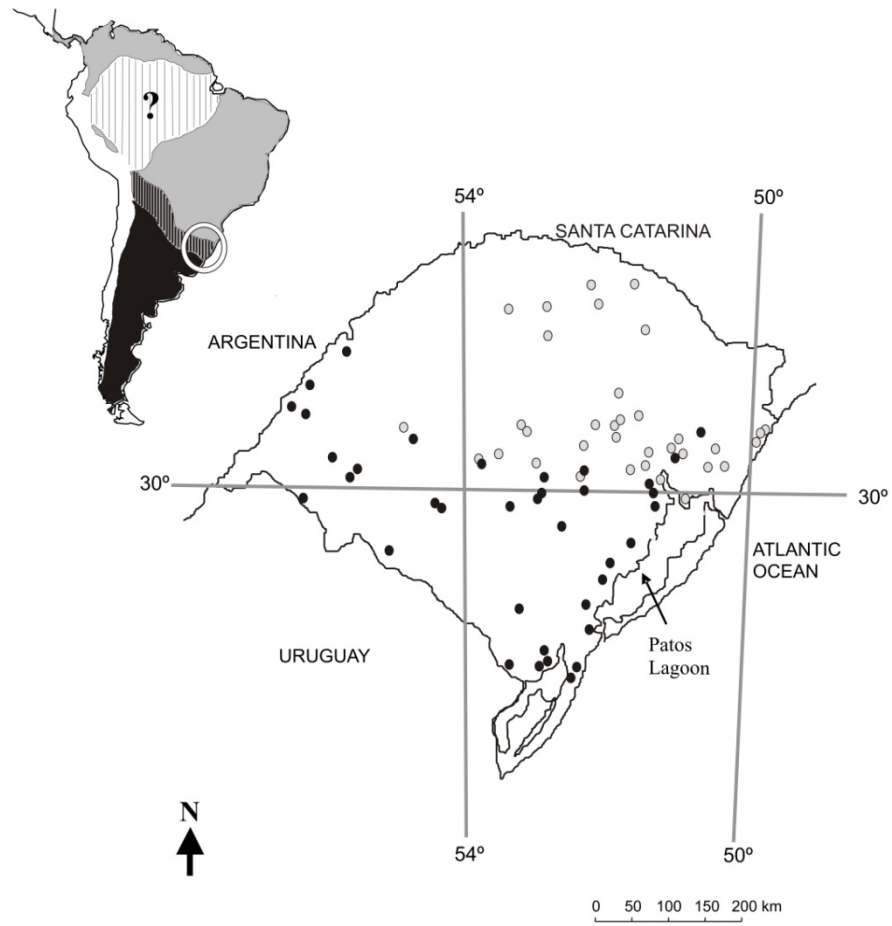 ?
54º
50º
SANTA CATARINA
ARGENTINA
30º
30º
ATLANTIC
OCEAN
URUGUAY
Patos
Lagoon
N
54º
50º
0 50 100 150 200 km